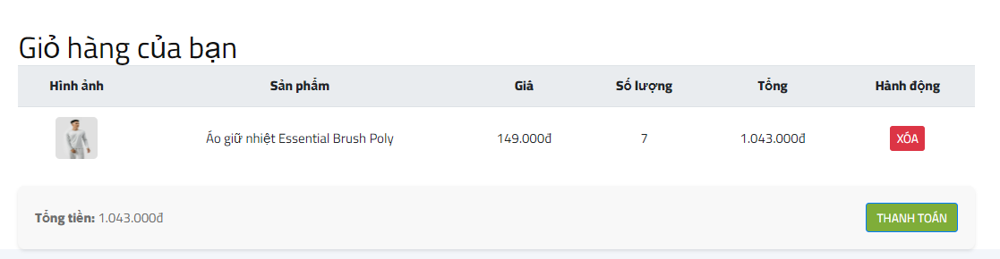 Giỏ hàng của bạn
Hình ảnh Sản phẩm Giá Số lượng Tổng Hành động
Áo giữ nhiệt Essential Brush Poly 149.000đ 7 1.043.000đ XÓA
Tổng tiền: 1.043.000đ THANH TOÁN